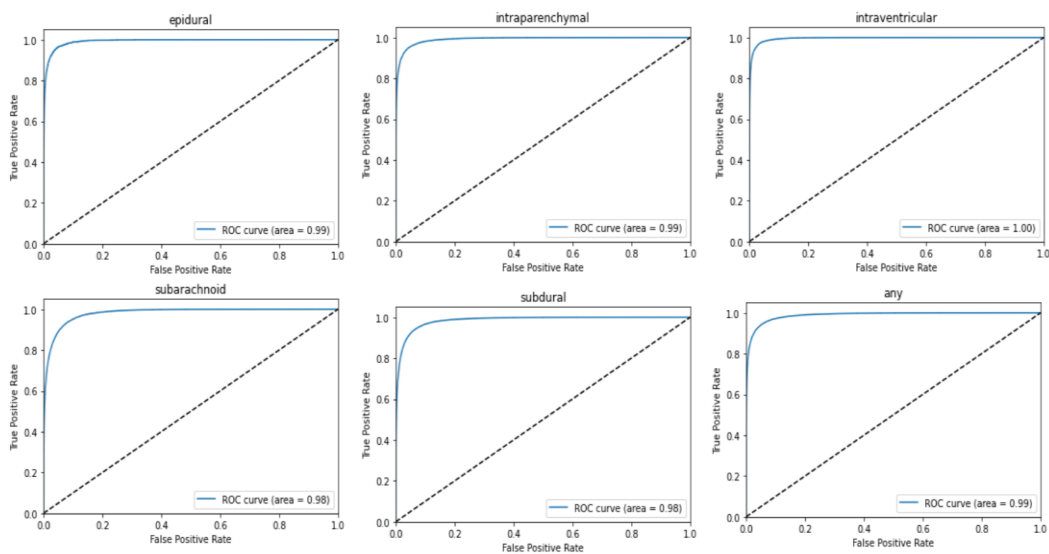 epidural
1.0
0.8
0.6
0.4
0.2
0.0
True Positive Rate
ROC curve (area = 0.99)
0.0 0.2 0.4 0.6 0.8 1.0
False Positive Rate
intraparenchymal
1.0
0.8
0.6
0.4
0.2
0.0
True Positive Rate
ROC curve (area = 0.99)
0.0 0.2 0.4 0.6 0.8 1.0
False Positive Rate
intraventricular
1.0
0.8
0.6
0.4
0.2
0.0
True Positive Rate
ROC curve (area = 1.00)
0.0 0.2 0.4 0.6 0.8 1.0
False Positive Rate
subarachnoid
1.0
0.8
0.6
0.4
0.2
0.0
True Positive Rate
ROC curve (area = 0.98)
0.0 0.2 0.4 0.6 0.8 1.0
False Positive Rate
subdural
1.0
0.8
0.6
0.4
0.2
0.0
True Positive Rate
ROC curve (area = 0.98)
0.0 0.2 0.4 0.6 0.8 1.0
False Positive Rate
any
1.0
0.8
0.6
0.4
0.2
0.0
True Positive Rate
ROC curve (area = 0.99)
0.0 0.2 0.4 0.6 0.8 1.0
False Positive Rate